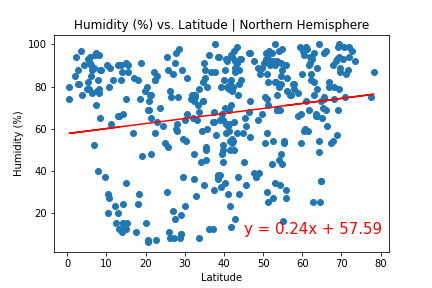 Humidity (%) vs. Latitude | Northern Hemisphere
100
80
60
40
20
Humidity (%)
y = 0.24x + 57.59
0 10 20 30 40 50 60 70 80
Latitude